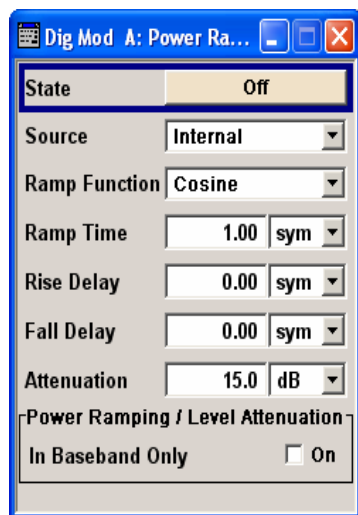 Dig Mod A: Power Ra...
State Off
Source Internal
Ramp Function Cosine
Ramp Time 1.00 sym
Rise Delay 0.00 sym
Fall Delay 0.00 sym
Attenuation 15.0 dB
Power Ramping / Level Attenuation
In Baseband Only On